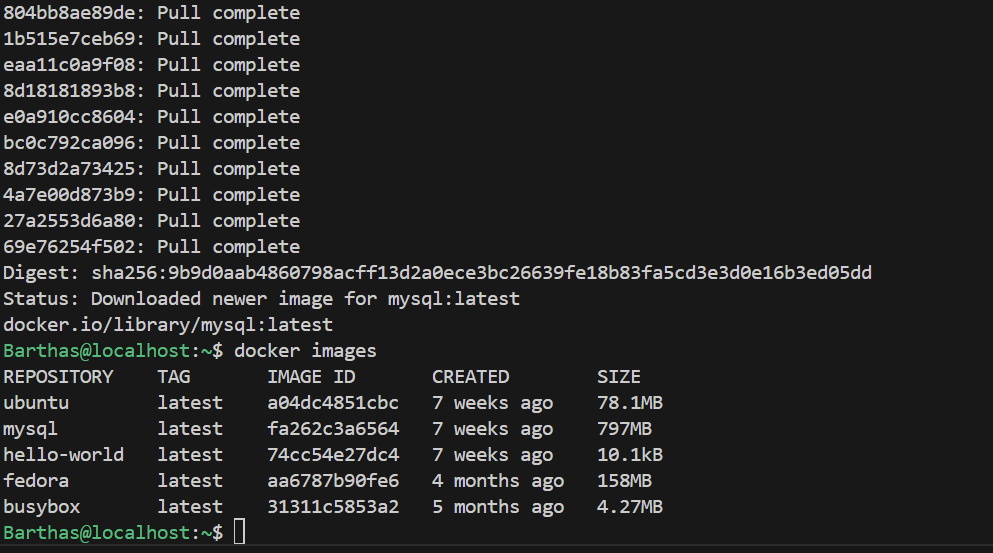 804bb8ae89de: Pull complete
1b515e7ceb69: Pull complete
eaa11c0a9f08: Pull complete
8d18181893b8: Pull complete
e0a910cc8604: Pull complete
bc0c792ca096: Pull complete
8d73d2a73425: Pull complete
4a7e00d873b9: Pull complete
27a2553d6a80: Pull complete
69e76254f502: Pull complete
Digest: sha256:9b9d0aab4860798acff13d2a0ece3bc26639fe18b83fa5cd3e3d0e16b3ed05dd
Status: Downloaded newer image for mysql:latest
docker.io/library/mysql:latest
Barthas@localhost:~$ docker images
REPOSITORY    TAG       IMAGE ID       CREATED        SIZE
ubuntu        latest    a04dc4851cbc   7 weeks ago    78.1MB
mysql         latest    fa262c3a6564   7 weeks ago    797MB
hello-world   latest    74cc54e27dc4   7 weeks ago    10.1kB
fedora        latest    aa6787b90fe6   4 months ago   158MB
busybox       latest    31311c5853a2   5 months ago   4.27MB
Barthas@localhost:~$